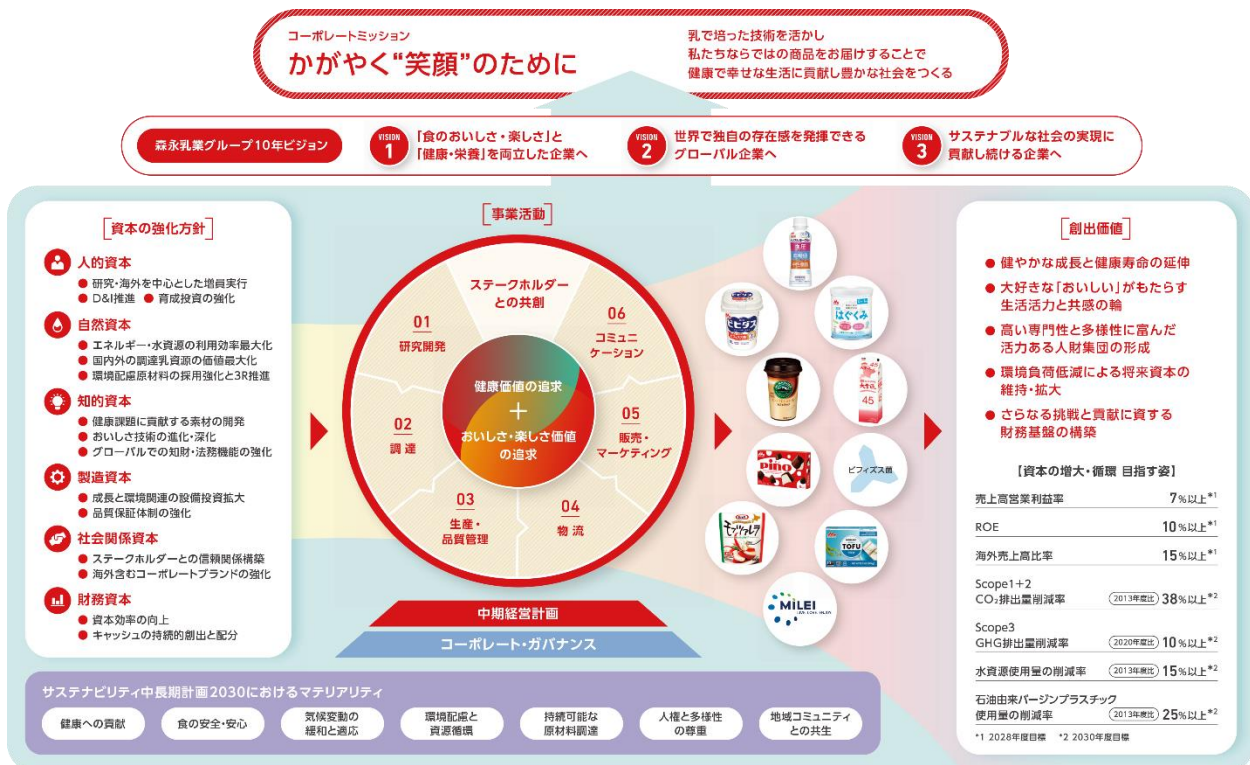 コーポレートミッション
かがやく“笑顔”のために
乳で培った技術を活かし
私たちならではの商品をお届けすることで
健康で幸せな生活に貢献し豊かな社会をつくる
森永乳業グループ10年ビジョン
VISION 1
「食のおいしさ・楽しさ」と
「健康・栄養」を両立した企業へ
VISION 2
世界で独自の存在感を発揮できる
グローバル企業へ
VISION 3
サステナブルな社会の実現に
貢献し続ける企業へ
[資本の強化方針]
人的資本
● 研究・海外を中心とした増員実行
● D&I推進 ● 育成投資の強化
自然資本
● エネルギー・水資源の利用効率最大化
● 国内外の調達乳資源の価値最大化
● 環境配慮原材料の採用強化と3R推進
知的資本
● 健康課題に貢献する素材の開発
● おいしさ技術の進化・深化
● グローバルでの知財・法務機能の強化
製造資本
● 成長と環境関連の設備投資拡大
● 品質保証体制の強化
社会関係資本
● ステークホルダーとの信頼関係構築
● 海外含むコーポレートブランドの強化
財務資本
● 資本効率の向上
● キャッシュの持続的創出と配分
[事業活動]
ステークホルダー
との共創
01
研究開発
02
調達
03
生産・
品質管理
04
物流
05
販売・
マーケティング
06
コミュニ
ケーション
健康価値の追求
+
おいしさ・楽しさ価値
の追求
中期経営計画
コーポレート・ガバナンス
ビヒダス
はぐくみ
45
Pino
ビフィズス菌
モッツァレラ
TOFU
MILEI
[創出価値]
● 健やかな成長と健康寿命の延伸
● 大好きな「おいしい」がもたらす
生活活力と共感の輪
● 高い専門性と多様性に富んだ
活力ある人財集団の形成
● 環境負荷低減による将来資本の
維持・拡大
● さらなる挑戦と貢献に資する
財務基盤の構築
【資本の増大・循環 目指す姿】
売上高営業利益率 7%以上*1
ROE 10%以上*1
海外売上高比率 15%以上*1
Scope1+2
CO₂排出量削減率 2013年度比 38%以上*2
Scope3
GHG排出量削減率 2020年度比 10%以上*2
水資源使用量の削減率 2013年度比 15%以上*2
石油由来バージンプラスチック
使用量の削減率 2013年度比 25%以上*2
*1 2028年度目標 *2 2030年度目標
サステナビリティ中長期計画2030におけるマテリアリティ
健康への貢献
食の安全・安心
気候変動の
緩和と適応
環境配慮と
資源循環
持続可能な
原材料調達
人権と多様性
の尊重
地域コミュニティ
との共生